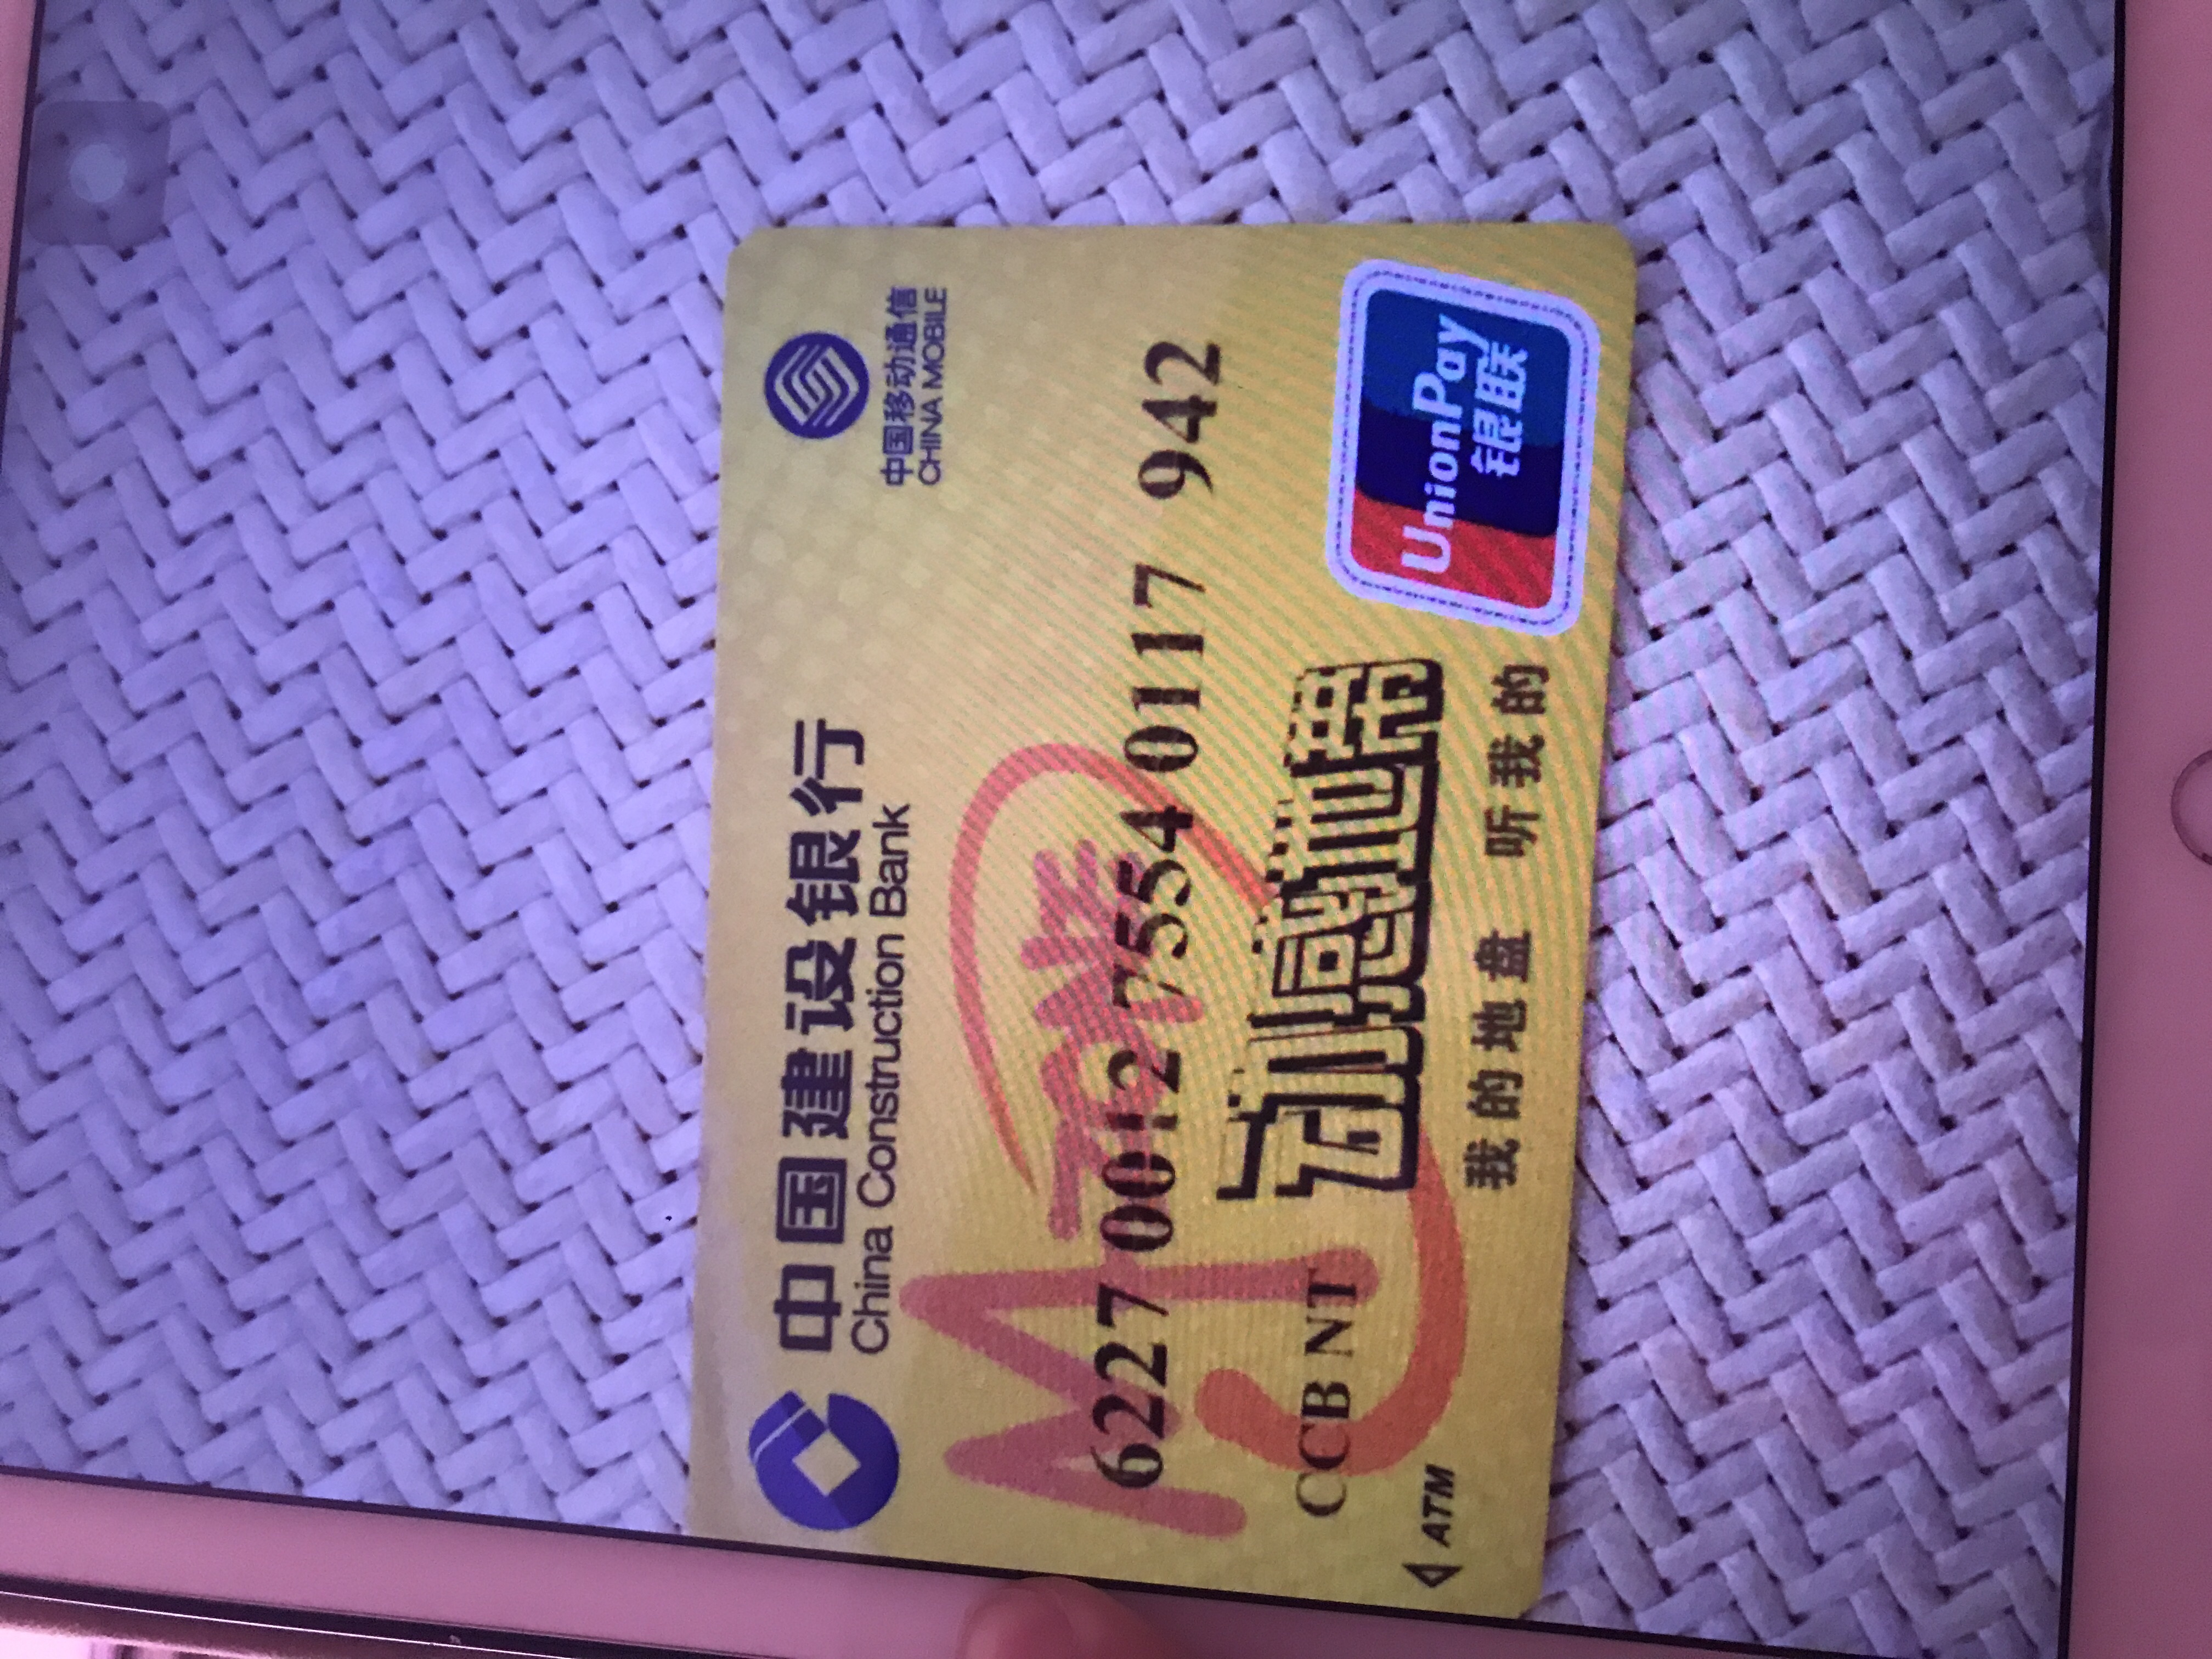 中国建设银行
China Construction Bank
中国移动通信
CHINA MOBILE
M-ZONE
6227 0012 7554 0117 942
CCB NT
动感地带
ATM
我的地盘 听我的
UnionPay
银联